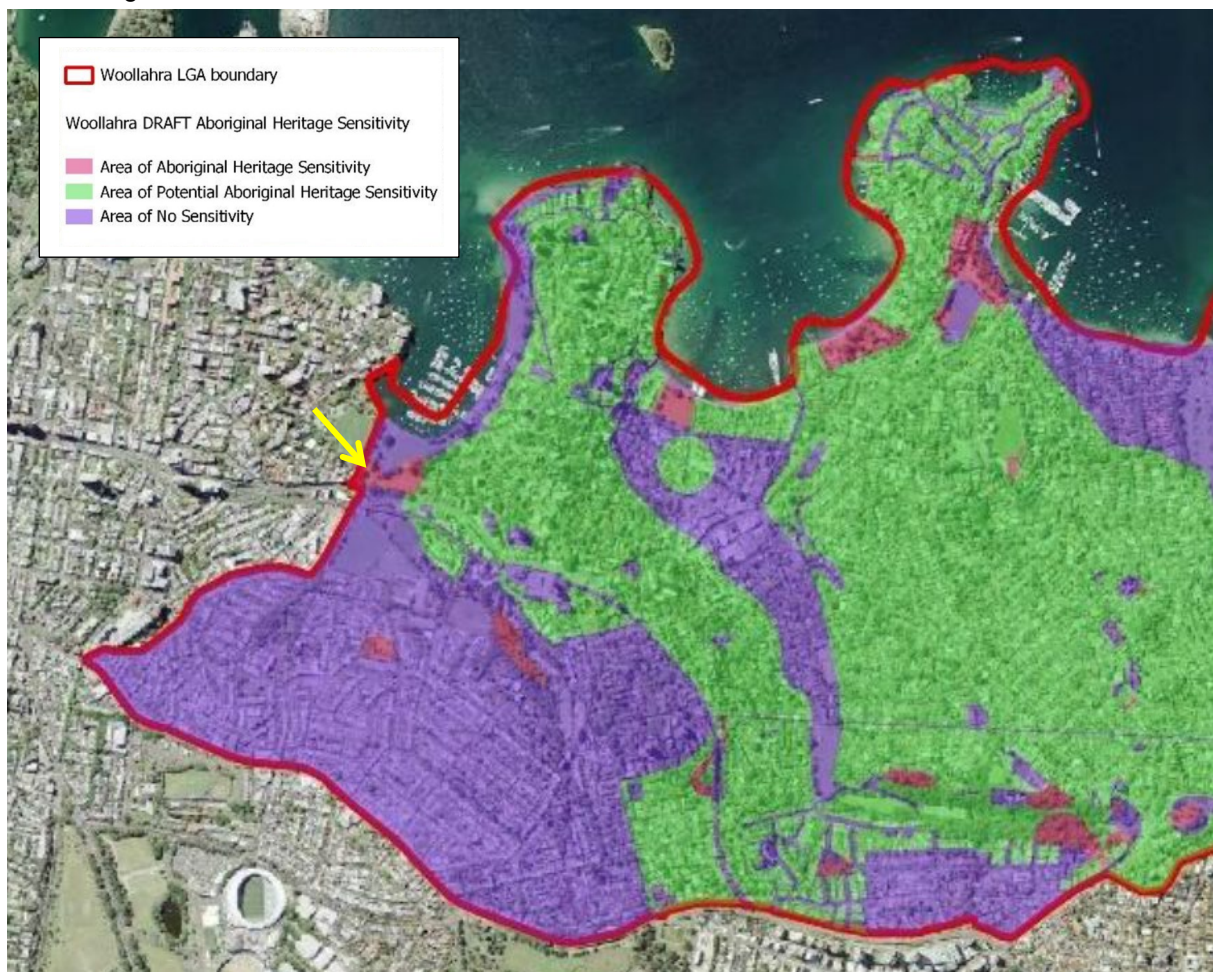 Woollahra LGA boundary
Woollahra DRAFT Aboriginal Heritage Sensitivity
Area of Aboriginal Heritage Sensitivity
Area of Potential Aboriginal Heritage Sensitivity
Area of No Sensitivity